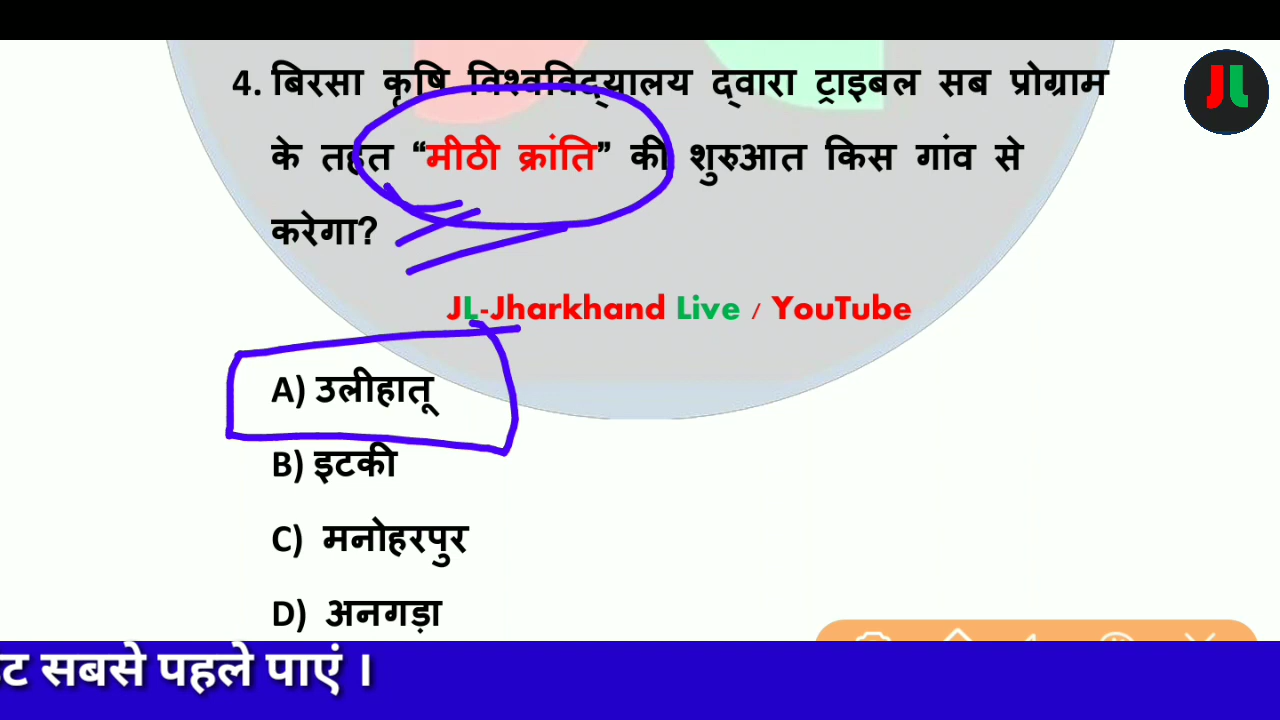 JL
4. बिरसा कृषि विश्वविद्यालय द्वारा ट्राइबल सब प्रोग्राम
के तहत “मीठी क्रांति” की शुरुआत किस गांव से
करेगा?
JL-Jharkhand Live / YouTube
A) उलीहातू
B) इटकी
C) मनोहरपुर
D) अनगड़ा
सबसे पहले पाएं ।